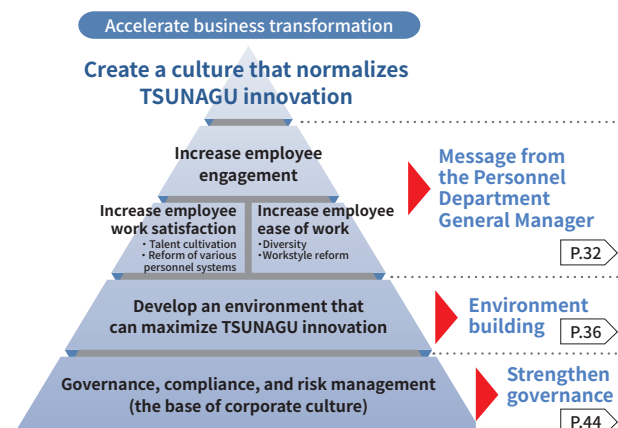 Accelerate business transformation
Create a culture that normalizes
TSUNAGU innovation
Increase employee
engagement
Increase employee
work satisfaction
・Talent cultivation
・Reform of various
personnel systems
Increase employee
ease of work
・Diversity
・Workstyle reform
Message from
the Personnel
Department
General Manager
P.32
Develop an environment that
can maximize TSUNAGU innovation
Environment
building
P.36
Governance, compliance, and risk management
(the base of corporate culture)
Strengthen
governance
P.44